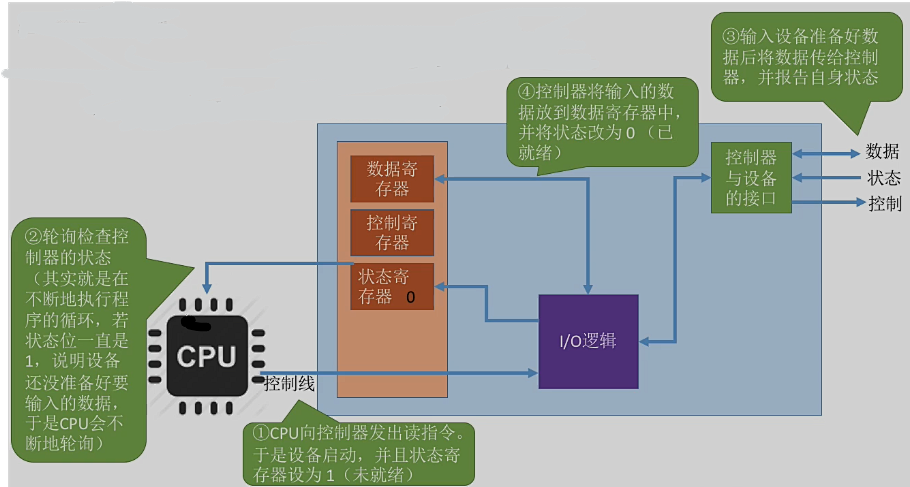 ③输入设备准备好数
据后将数据传给控制
器，并报告自身状态
④控制器将输入的数
据放到数据寄存器中，
并将状态改为 0 （已
就绪）
数据寄
存器
控制寄
存器
状态寄
存器 0
控制器
与设备
的接口
数据
状态
控制
I/O逻辑
②轮询检查控
制器的状态
（其实就是在
不断地执行程
序的循环，若
状态位一直是
1，说明设备
还没准备好要
输入的数据，
于是CPU会不
断地轮询）
CPU
控制线
①CPU向控制器发出读指令。
于是设备启动，并且状态寄
存器设为 1（未就绪）